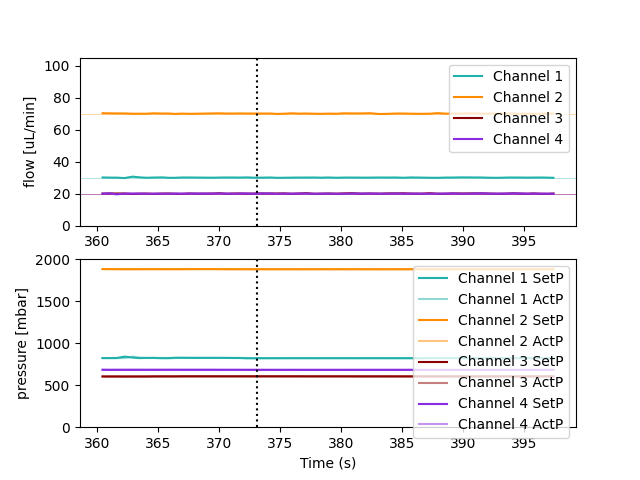 100
80
60
40
20
0
flow [uL/min]
Channel 1
Channel 2
Channel 3
Channel 4
360 365 370 375 380 385 390 395
2000
1500
1000
500
0
pressure [mbar]
Channel 1 SetP
Channel 1 ActP
Channel 2 SetP
Channel 2 ActP
Channel 3 SetP
Channel 3 ActP
Channel 4 SetP
Channel 4 ActP
360 365 370 375 380 385 390 395
Time (s)